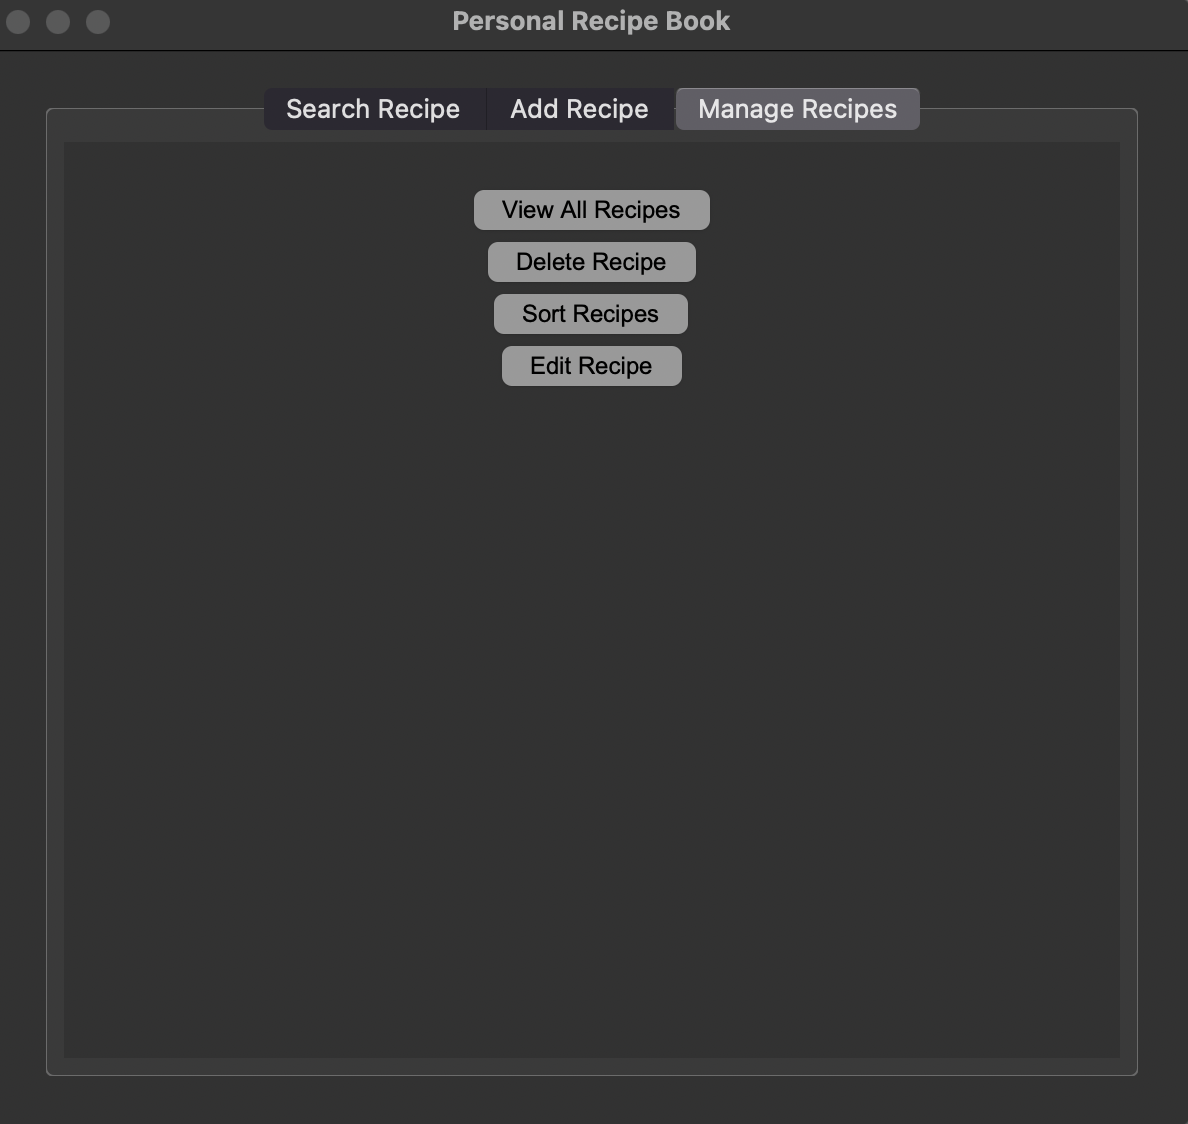 Personal Recipe Book
Search Recipe Add Recipe Manage Recipes
View All Recipes
Delete Recipe
Sort Recipes
Edit Recipe